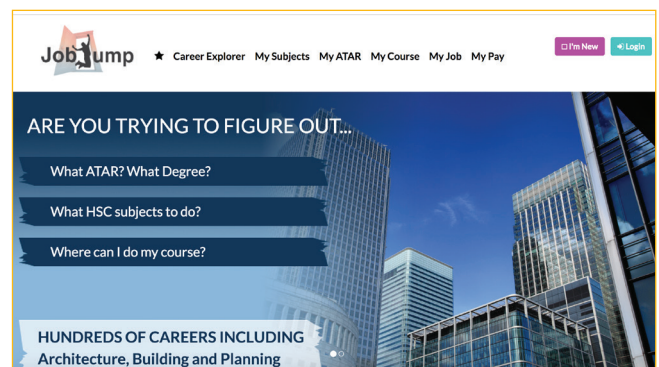 JobJump
★ Career Explorer My Subjects My ATAR My Course My Job My Pay
I'm New
Login
ARE YOU TRYING TO FIGURE OUT...
What ATAR? What Degree?
What HSC subjects to do?
Where can I do my course?
HUNDREDS OF CAREERS INCLUDING
Architecture, Building and Planning